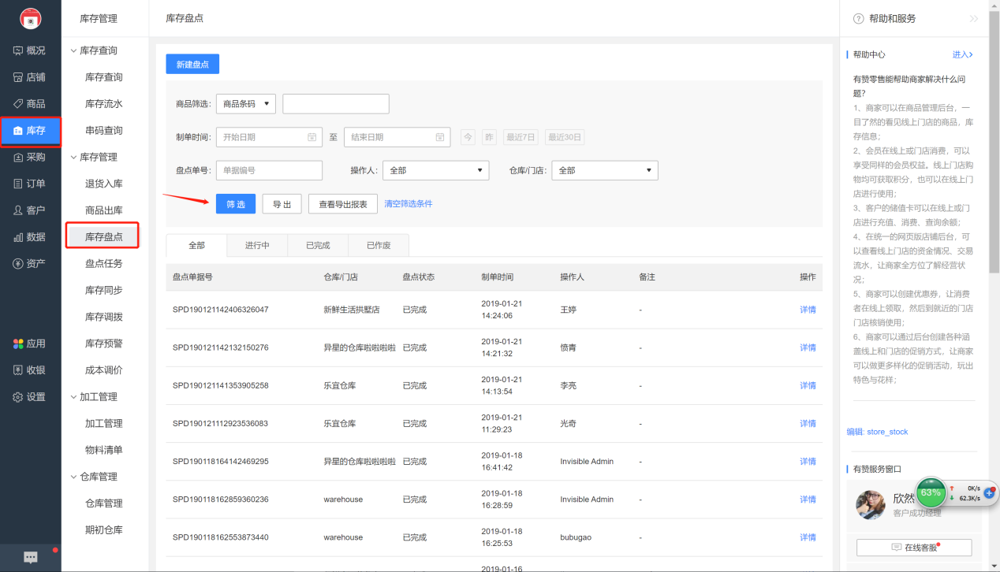 概况
店铺
商品
库存
采购
订单
客户
数据
资产
应用
收银
设置
库存管理
库存查询
库存查询
库存流水
串码查询
库存管理
退货入库
商品出库
库存盘点
盘点任务
库存同步
库存调拨
库存预警
成本调价
加工管理
加工管理
物料清单
仓库管理
仓库管理
期初仓库
库存盘点
新建盘点
商品筛选: 商品条码
制单时间: 开始日期 至 结束日期 今 昨 最近7日 最近30日
盘点单号: 单据编号 操作人: 全部 仓库/门店: 全部
筛选 导出 查看导出报表 清空筛选条件
全部 进行中 已完成 已作废
盘点单据号 仓库/门店 盘点状态 制单时间 操作人 备注 操作
SPD190121142406326047 新鲜生活拱墅店 已完成 2019-01-21 14:24:06 王婷 - 详情
SPD190121142132150276 异星的仓库啦啦啦啦 已完成 2019-01-21 14:21:32 愤青 - 详情
SPD190121141353905258 乐宜仓库 已完成 2019-01-21 14:13:54 李亮 - 详情
SPD190121112923536083 乐宜仓库 已完成 2019-01-21 11:29:23 光奇 - 详情
SPD190118164142469295 异星的仓库啦啦啦啦 已完成 2019-01-18 16:41:42 Invisible Admin - 详情
SPD190118162859360236 warehouse 已完成 2019-01-18 16:28:59 Invisible Admin - 详情
SPD190118162553873440 warehouse 已完成 2019-01-18 16:25:53 bubugao - 详情
2019-01-16
帮助和服务
帮助中心 进入>
有赞零售能帮助商家解决什么问
题?
1、商家可以在商品管理后台，一
目了然的看见线上门店的商品，库
存信息；
2、会员在线上或门店消费，可以
享受同样的会员权益。线上门店购
物均可获取积分，也可以在线上门
店进行使用；
3、客户的储值卡可以在线上或门
店进行充值、消费、查询余额；
4、在统一的网页版店铺后台，可
以查看线上门店的资金情况、交易
流水，让商家全方位了解经营状
况；
5、商家可以创建优惠券，让消费
者在线上领取，然后到就近的门店
门店核销使用；
6、商家可以通过后台创建各种涵
盖线上和门店的促销方式，让商家
可以做更多样化的促销活动，玩出
特色与花样；
编辑: store_stock
有赞服务窗口
欣然
客户成功经理
63%
0K/s
62.3K/s
在线客服